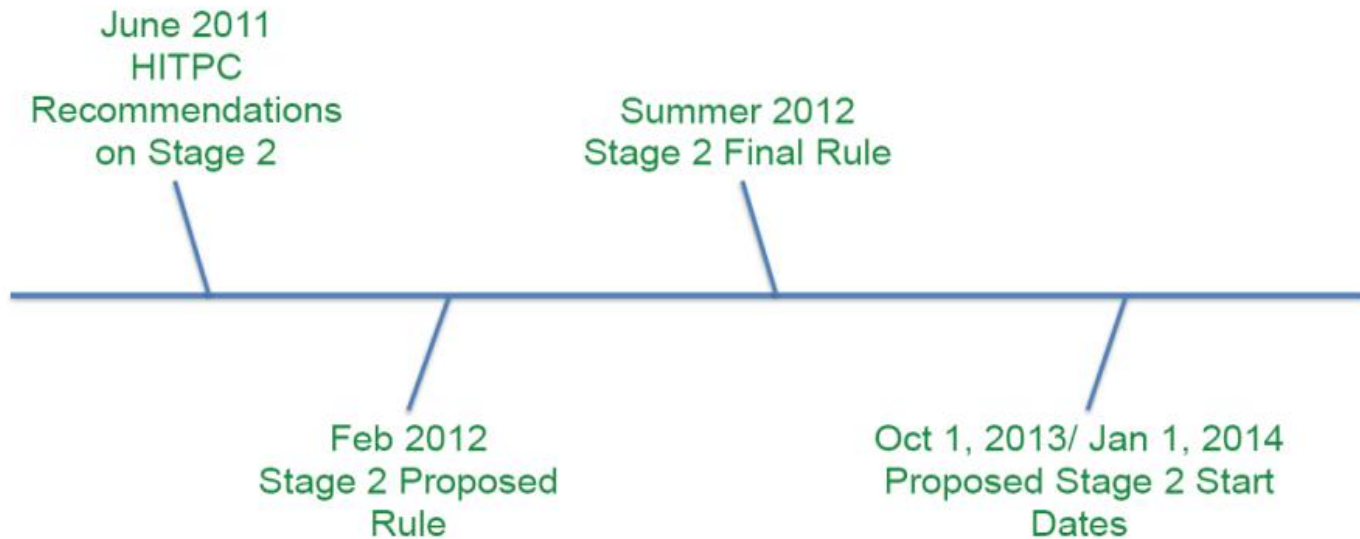 June 2011
HITPC
Recommendations
on Stage 2
Summer 2012
Stage 2 Final Rule
Feb 2012
Stage 2 Proposed
Rule
Oct 1, 2013/ Jan 1, 2014
Proposed Stage 2 Start
Dates